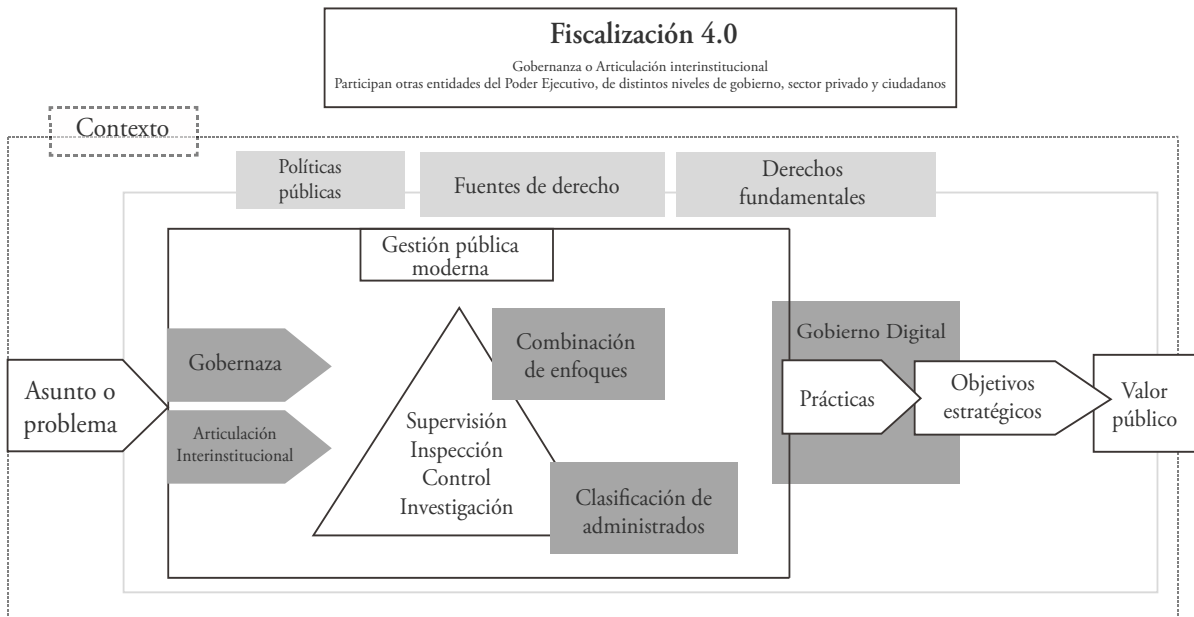 Fiscalización 4.0
Gobernanza o Articulación interinstitucional
Participan otras entidades del Poder Ejecutivo, de distintos niveles de gobierno, sector privado y ciudadanos
Contexto
Políticas
públicas
Fuentes de derecho
Derechos
fundamentales
Gestión pública
moderna
Asunto o
problema
Gobernaza
Articulación
Interinstitucional
Supervisión
Inspección
Control
Investigación
Combinación
de enfoques
Clasificación de
administrados
Gobierno Digital
Prácticas
Objetivos
estratégicos
Valor
público